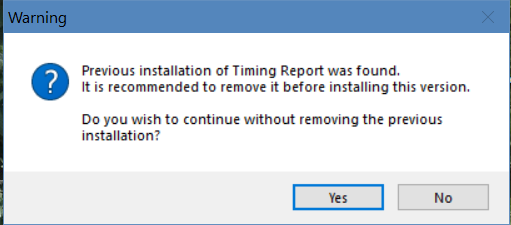 Warning
Previous installation of Timing Report was found.
It is recommended to remove it before installing this version.
Do you wish to continue without removing the previous
installation?
Yes
No